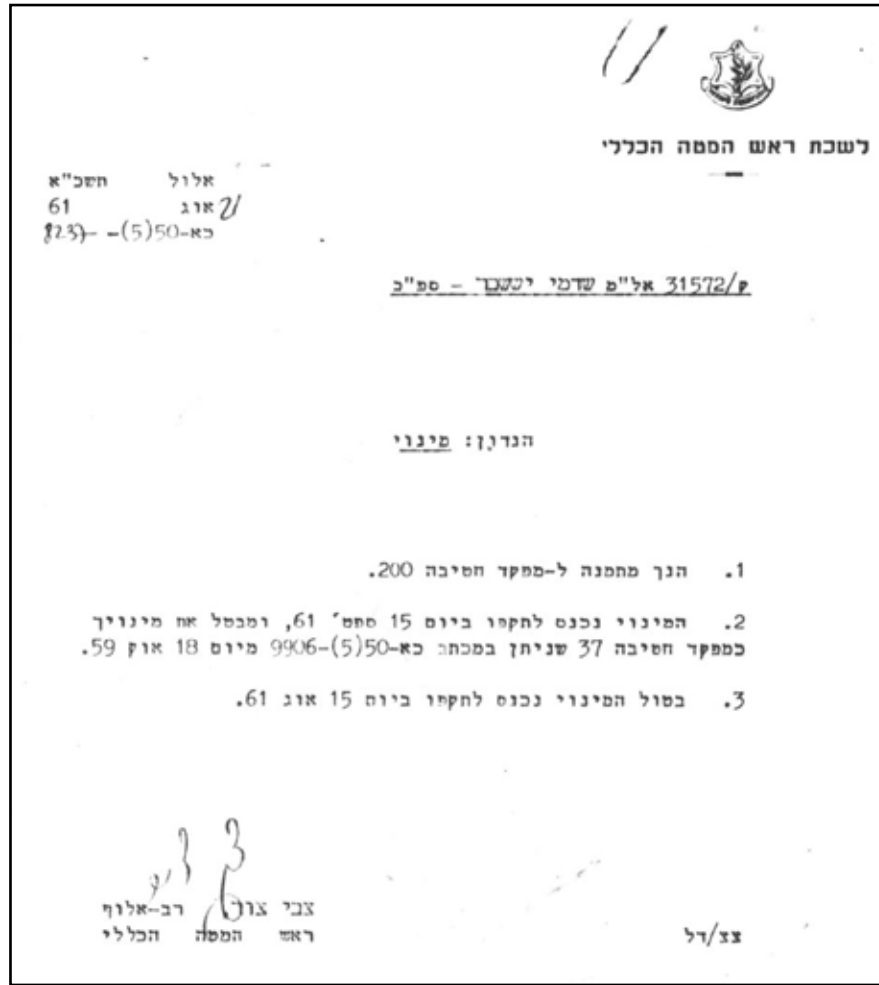 לשכת ראש המטה הכללי
אלול תשכ"א
21 אוג 61
כא-50(5)-
ק/31572 אל"מ שדמי יששכר - ספ"כ
הנדון: מינוי
1. הנך מתמנה ל-מפקד חטיבה 200.
2. המינוי נכנס לתקפו ביום 15 ספט' 61, ומבטל את מינויך
כמפקד חטיבה 37 שניתן במכתב כא-50(5)-9906 מיום 18 אוק 59.
3. בטול המינוי נכנס לתקפו ביום 15 אוג 61.
צבי צור רב-אלוף
ראש המטה הכללי
צצ/דל